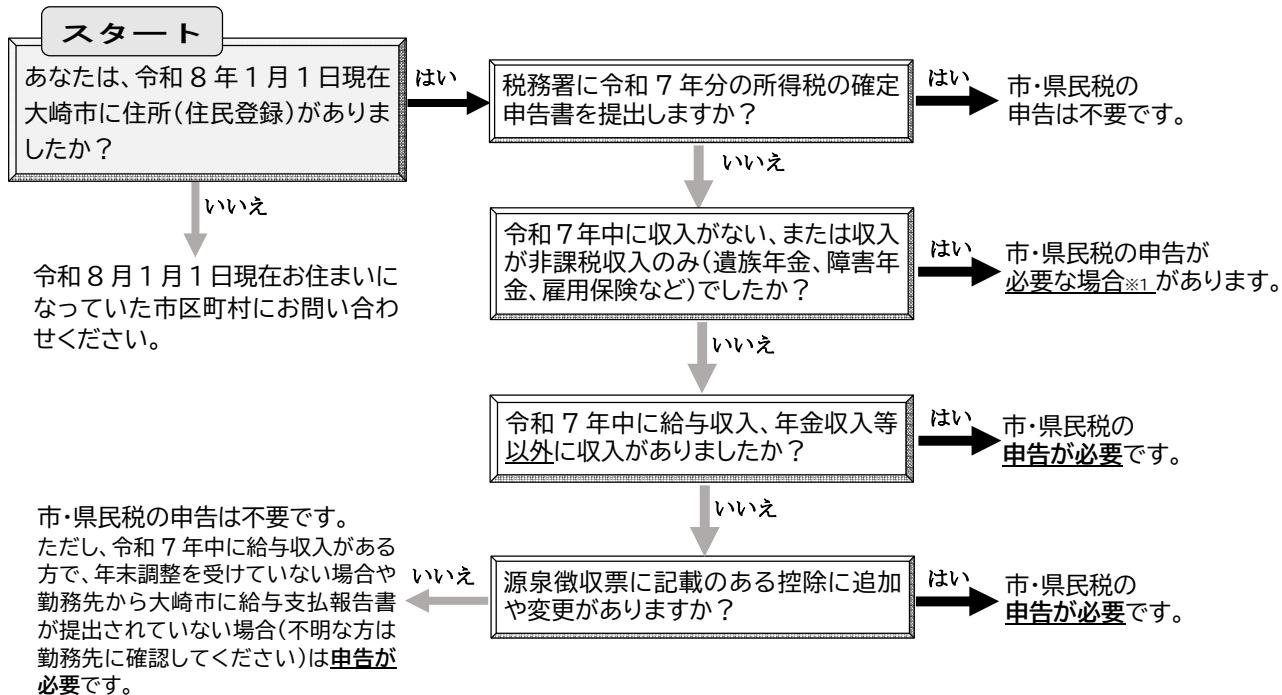 スタート
あなたは、令和8年1月1日現在
大崎市に住所(住民登録)がありま
したか?
はい
税務署に令和7年分の所得税の確定
申告書を提出しますか?
はい
市・県民税の
申告は不要です。
いいえ
令和8月1月1日現在お住まいに
なっていた市区町村にお問い合わ
せください。
いいえ
令和7年中に収入がない、または収入
が非課税収入のみ(遺族年金、障害年
金、雇用保険など)でしたか?
はい
市・県民税の申告が
必要な場合※1 があります。
いいえ
令和7年中に給与収入、年金収入等
以外に収入がありましたか?
はい
市・県民税の
申告が必要です。
いいえ
源泉徴収票に記載のある控除に追加
や変更がありますか?
はい
市・県民税の
申告が必要です。
いいえ
市・県民税の申告は不要です。
ただし、令和7年中に給与収入がある
方で、年末調整を受けていない場合や
勤務先から大崎市に給与支払報告書
が提出されていない場合(不明な方は
勤務先に確認してください)は申告が
必要です。